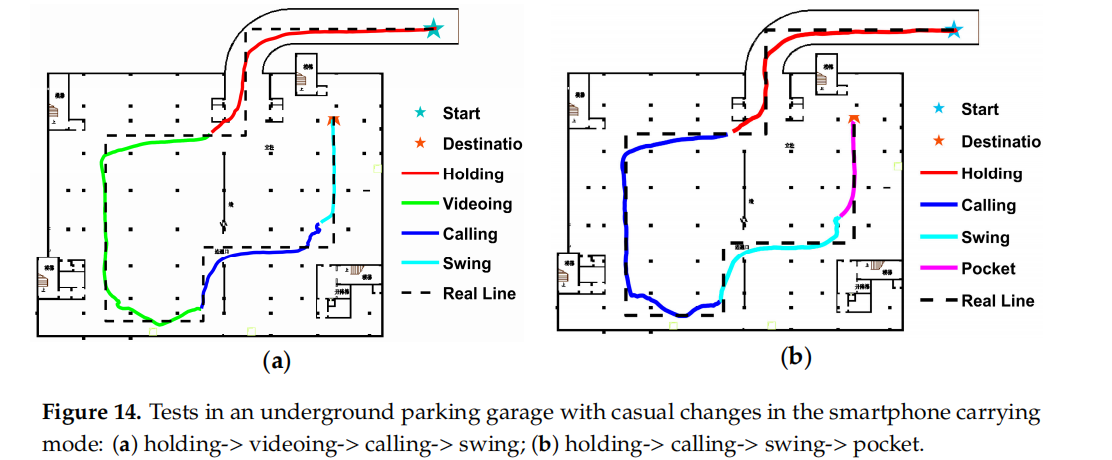 Start
Destinatio
Holding
Videoing
Calling
Swing
Real Line
(a)
Start
Destinatio
Holding
Calling
Swing
Pocket
Real Line
(b)
Figure 14. Tests in an underground parking garage with casual changes in the smartphone carrying
mode: (a) holding-> videoing-> calling-> swing; (b) holding-> calling-> swing-> pocket.